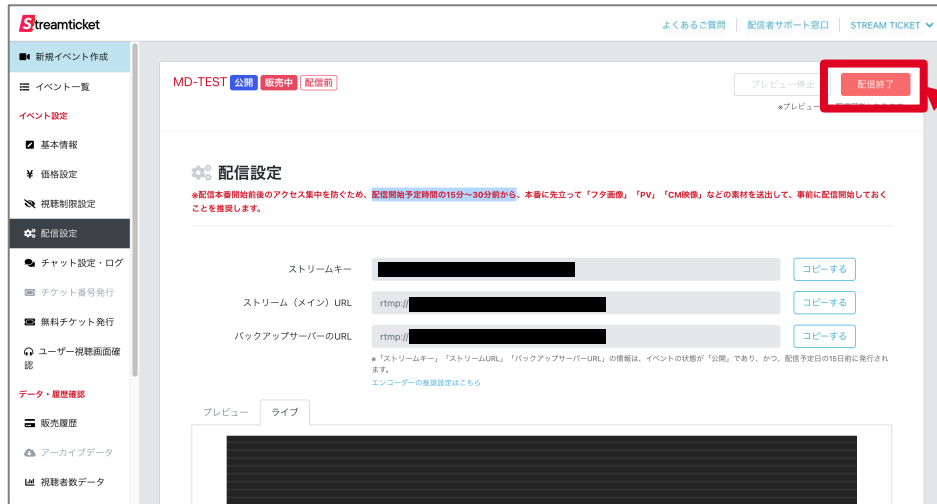 Streamticket
よくあるご質問
配信者サポート窓口
STREAM TICKET
新規イベント作成
イベント一覧
イベント設定
基本情報
価格設定
視聴制限設定
配信設定
チャット設定・ログ
チケット番号発行
無料チケット発行
ユーザー視聴画面確
認
データ・履歴確認
販売履歴
アーカイブデータ
視聴者数データ
MD-TEST 公開 販売中 配信前
プレビュー停止
配信終了
※プレビュー
配信設定
※配信本番開始前後のアクセス集中を防ぐため、配信開始予定時間の15分〜30分前から、本番に先立って「フタ画像」「PV」「CM映像」などの素材を送出して、事前に配信開始しておく
ことを推奨します。
ストリームキー
コピーする
ストリーム（メイン）URL
rtmp://
コピーする
バックアップサーバーのURL
rtmp://
コピーする
※「ストリームキー」「ストリームURL」「バックアップサーバーURL」の情報は、イベントの状態が「公開」であり、かつ、配信予定日の15日前に発行され
ます。
エンコーダーの推奨設定はこちら
プレビュー
ライブ